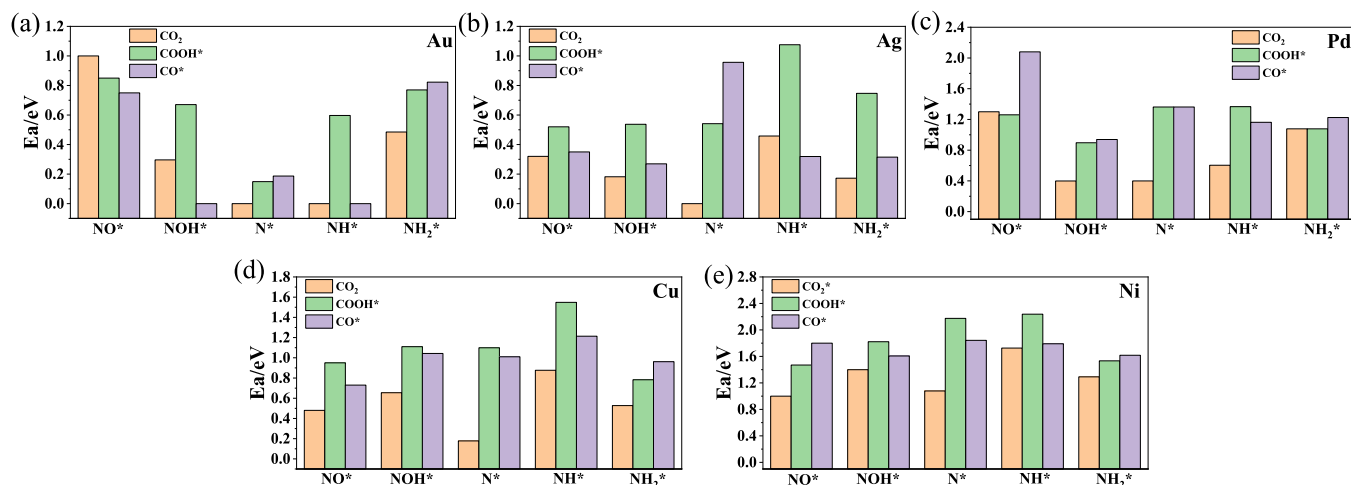 (a)
Ea/eV
1.2
1.0
0.8
0.6
0.4
0.2
0.0
CO₂
COOH*
CO*
Au
NO*
NOH*
N*
NH*
NH₂*
(b)
Ea/eV
1.2
1.0
0.8
0.6
0.4
0.2
0.0
CO₂
COOH*
CO*
Ag
NO*
NOH*
N*
NH*
NH₂*
(c)
Ea/eV
2.4
2.0
1.6
1.2
0.8
0.4
0.0
CO₂
COOH*
CO*
Pd
NO*
NOH*
N*
NH*
NH₂*
(d)
Ea/eV
1.8
1.6
1.4
1.2
1.0
0.8
0.6
0.4
0.2
0.0
CO₂
COOH*
CO*
Cu
NO*
NOH*
N*
NH*
NH₂*
(e)
Ea/eV
2.8
2.4
2.0
1.6
1.2
0.8
0.4
0.0
CO₂*
COOH*
CO*
Ni
NO*
NOH*
N*
NH*
NH₂*